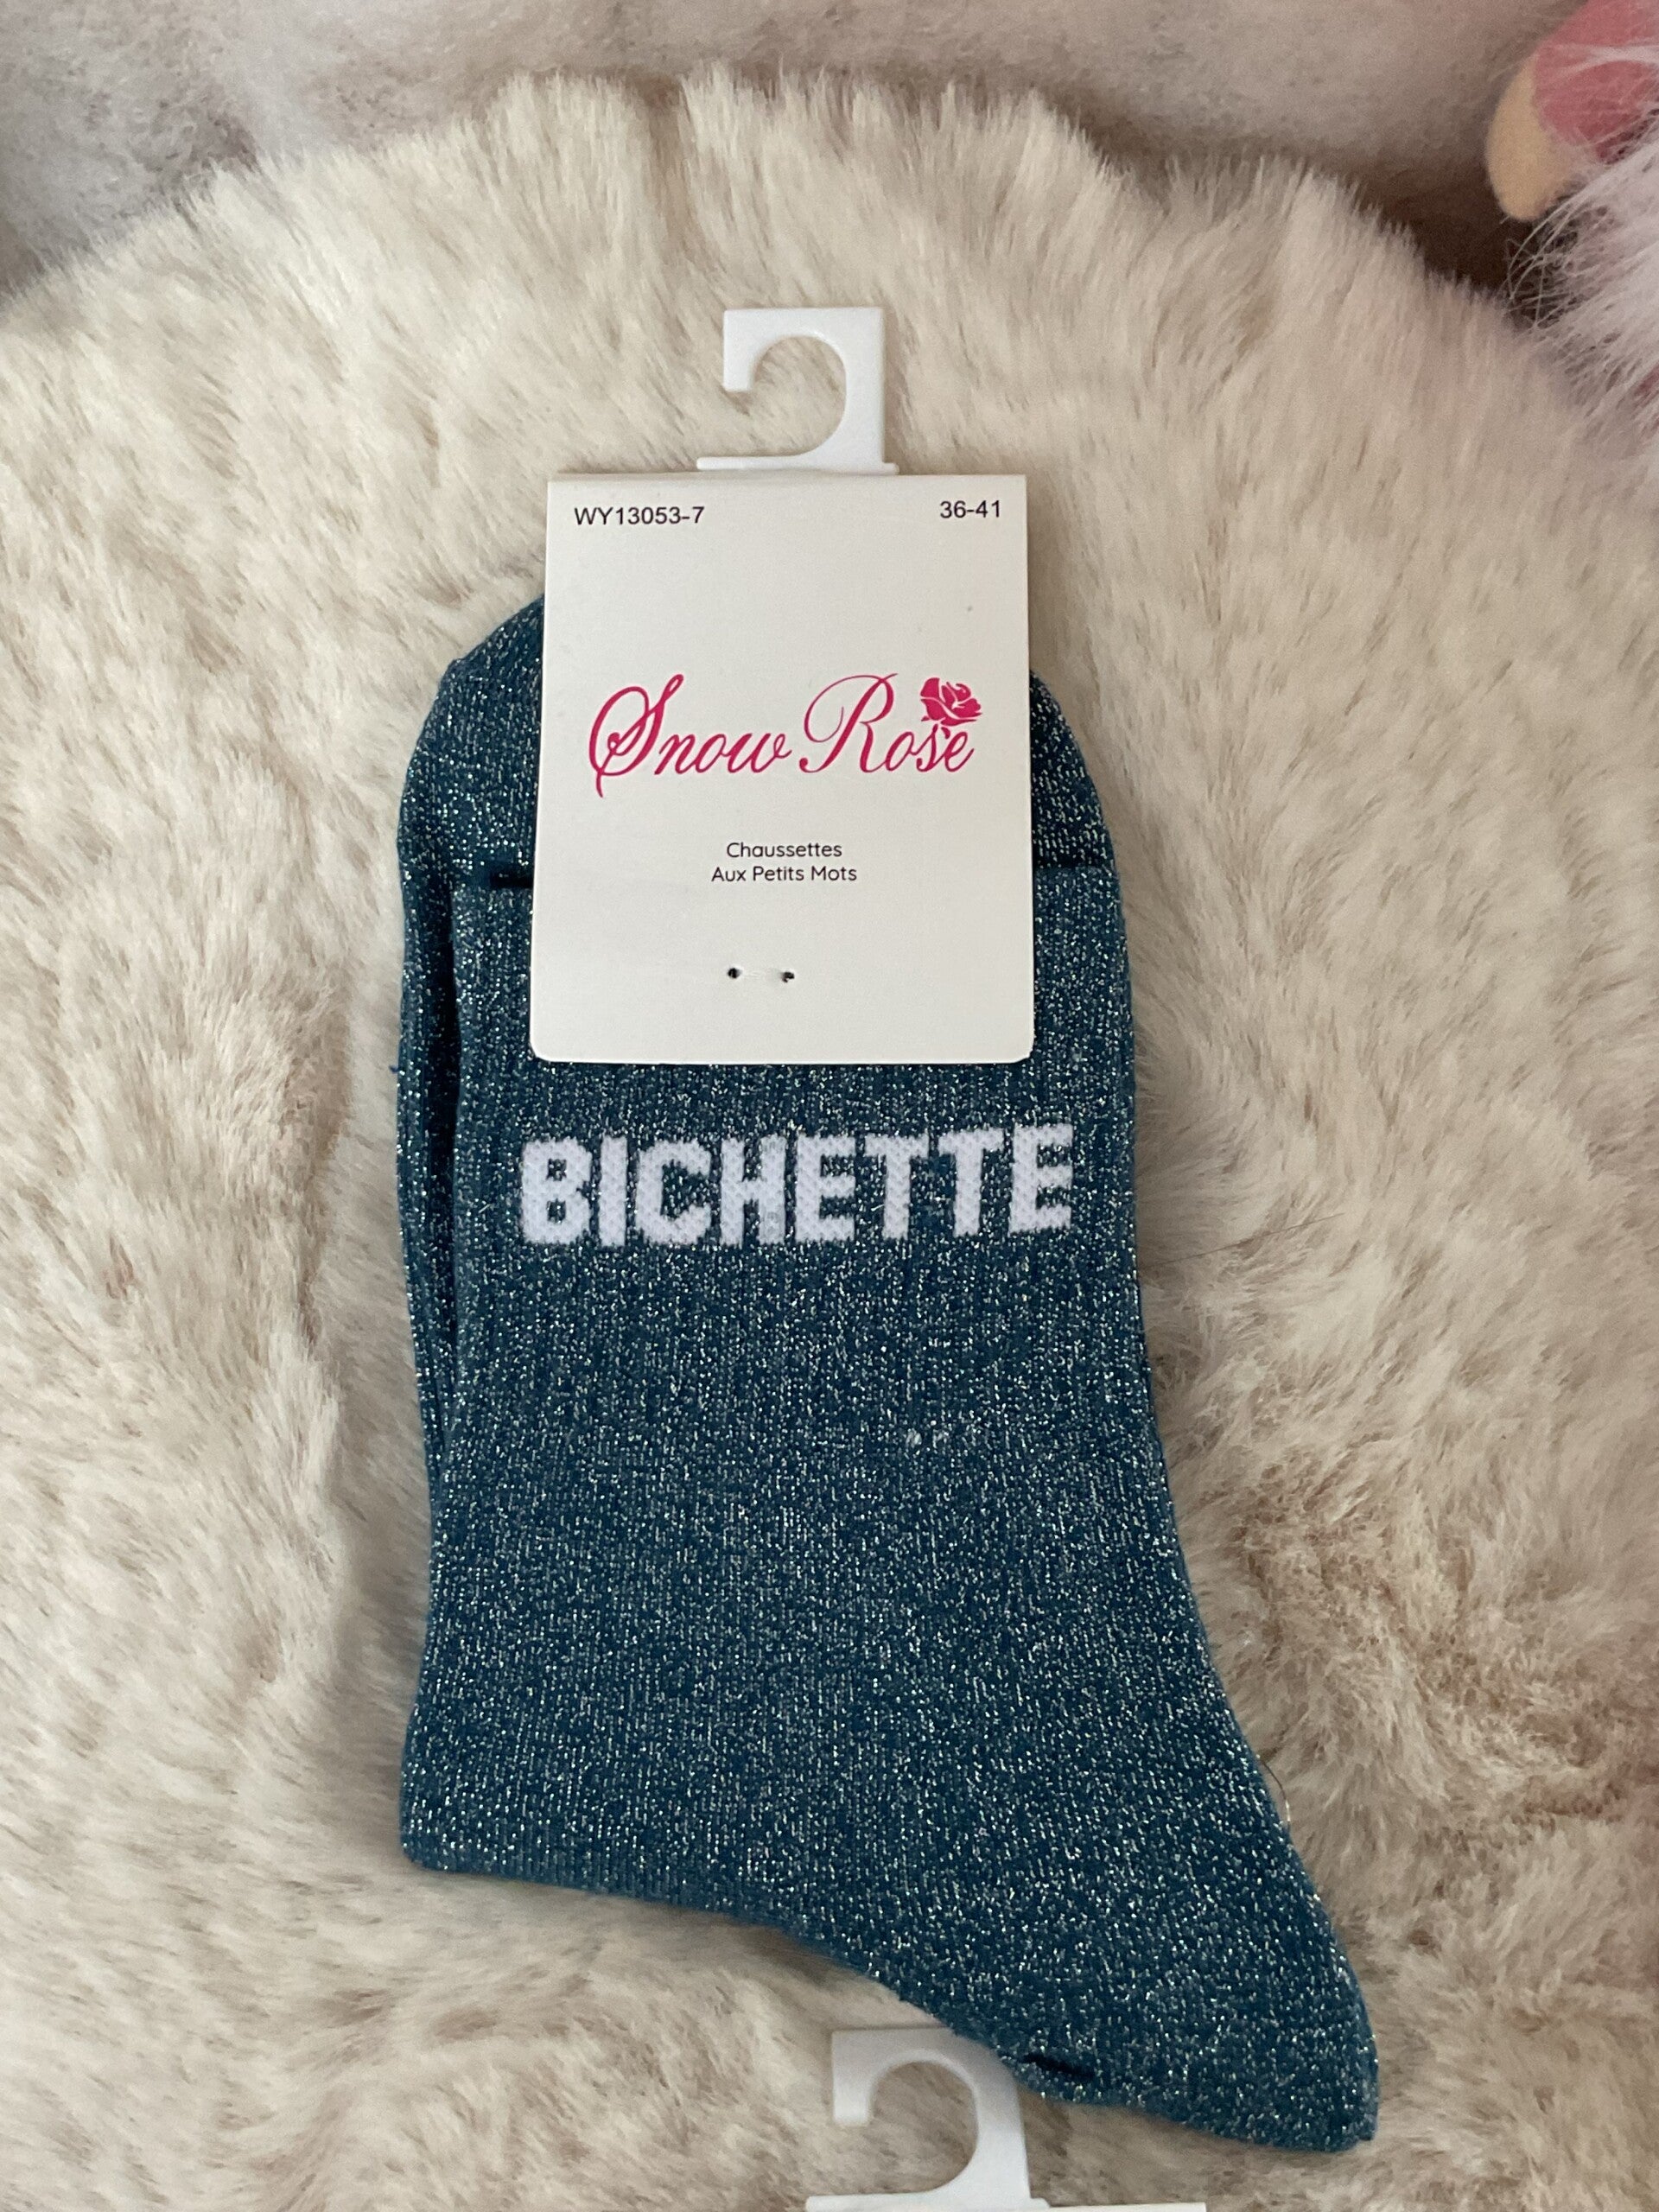 WY13053-7 36-41
Snow Rose
Chaussettes
Aux Petits Mots
BICHETTE